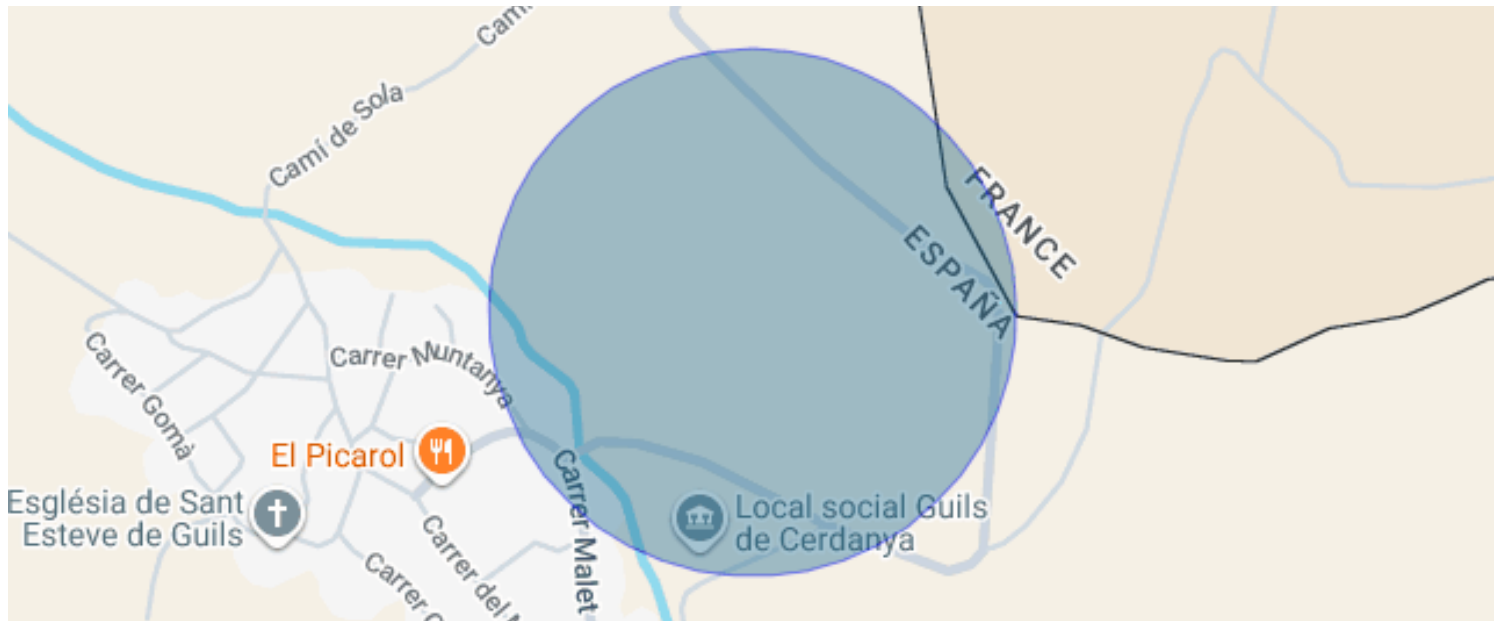 Camí
Camí de Sola
FRANCE
ESPAÑA
Carrer Muntanya
Carrer Gomà
El Picarol
Carrer Malet
Església de Sant
Esteve de Guils
Local social Guils
de Cerdanya
Carrer del
Carrer